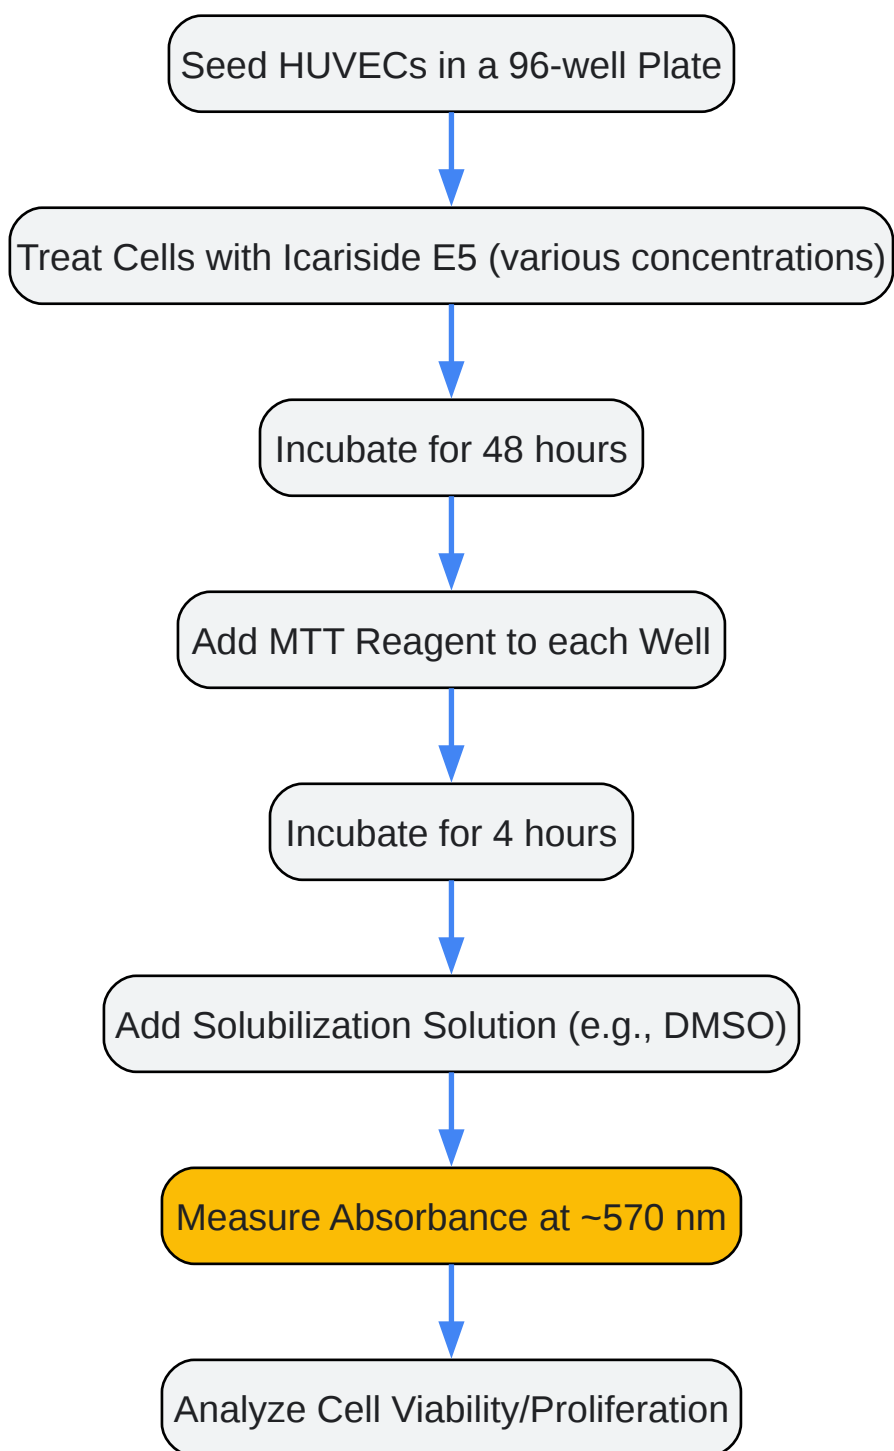 Seed HUVECs in a 96-well Plate
Treat Cells with Icariside E5 (various concentrations)
Incubate for 48 hours
Add MTT Reagent to each Well
Incubate for 4 hours
Add Solubilization Solution (e.g., DMSO)
Measure Absorbance at ~570 nm
Analyze Cell Viability/Proliferation